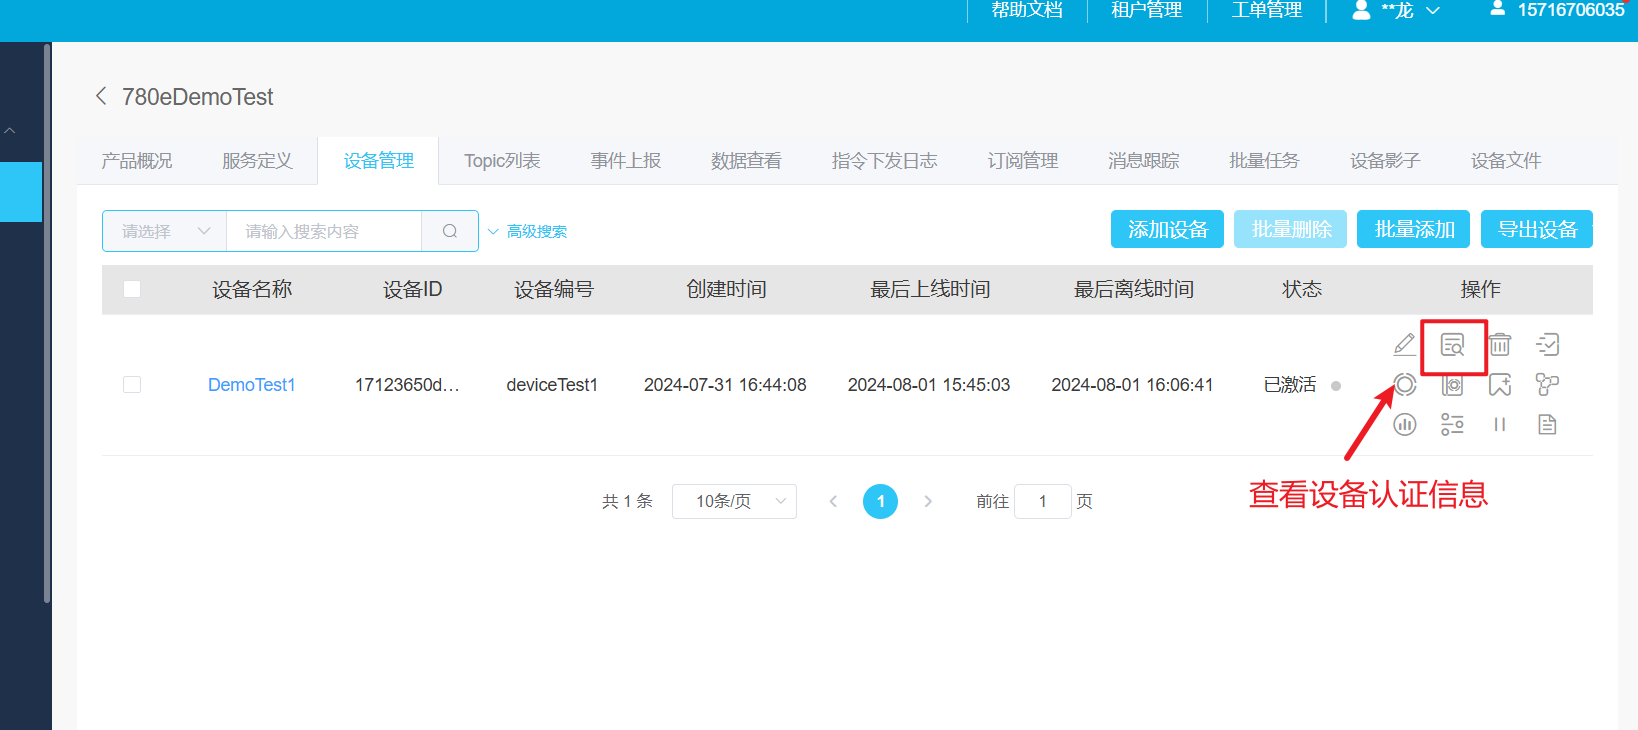 帮助文档 租户管理 工单管理 **龙 15716706035
780eDemoTest
产品概况 服务定义 设备管理 Topic列表 事件上报 数据查看 指令下发日志 订阅管理 消息跟踪 批量任务 设备影子 设备文件
请选择 请输入搜索内容 高级搜索 添加设备 批量删除 批量添加 导出设备
设备名称 设备ID 设备编号 创建时间 最后上线时间 最后离线时间 状态 操作
DemoTest1 17123650d... deviceTest1 2024-07-31 16:44:08 2024-08-01 15:45:03 2024-08-01 16:06:41 已激活
查看设备认证信息
共 1 条 10条/页 1 前往 1 页